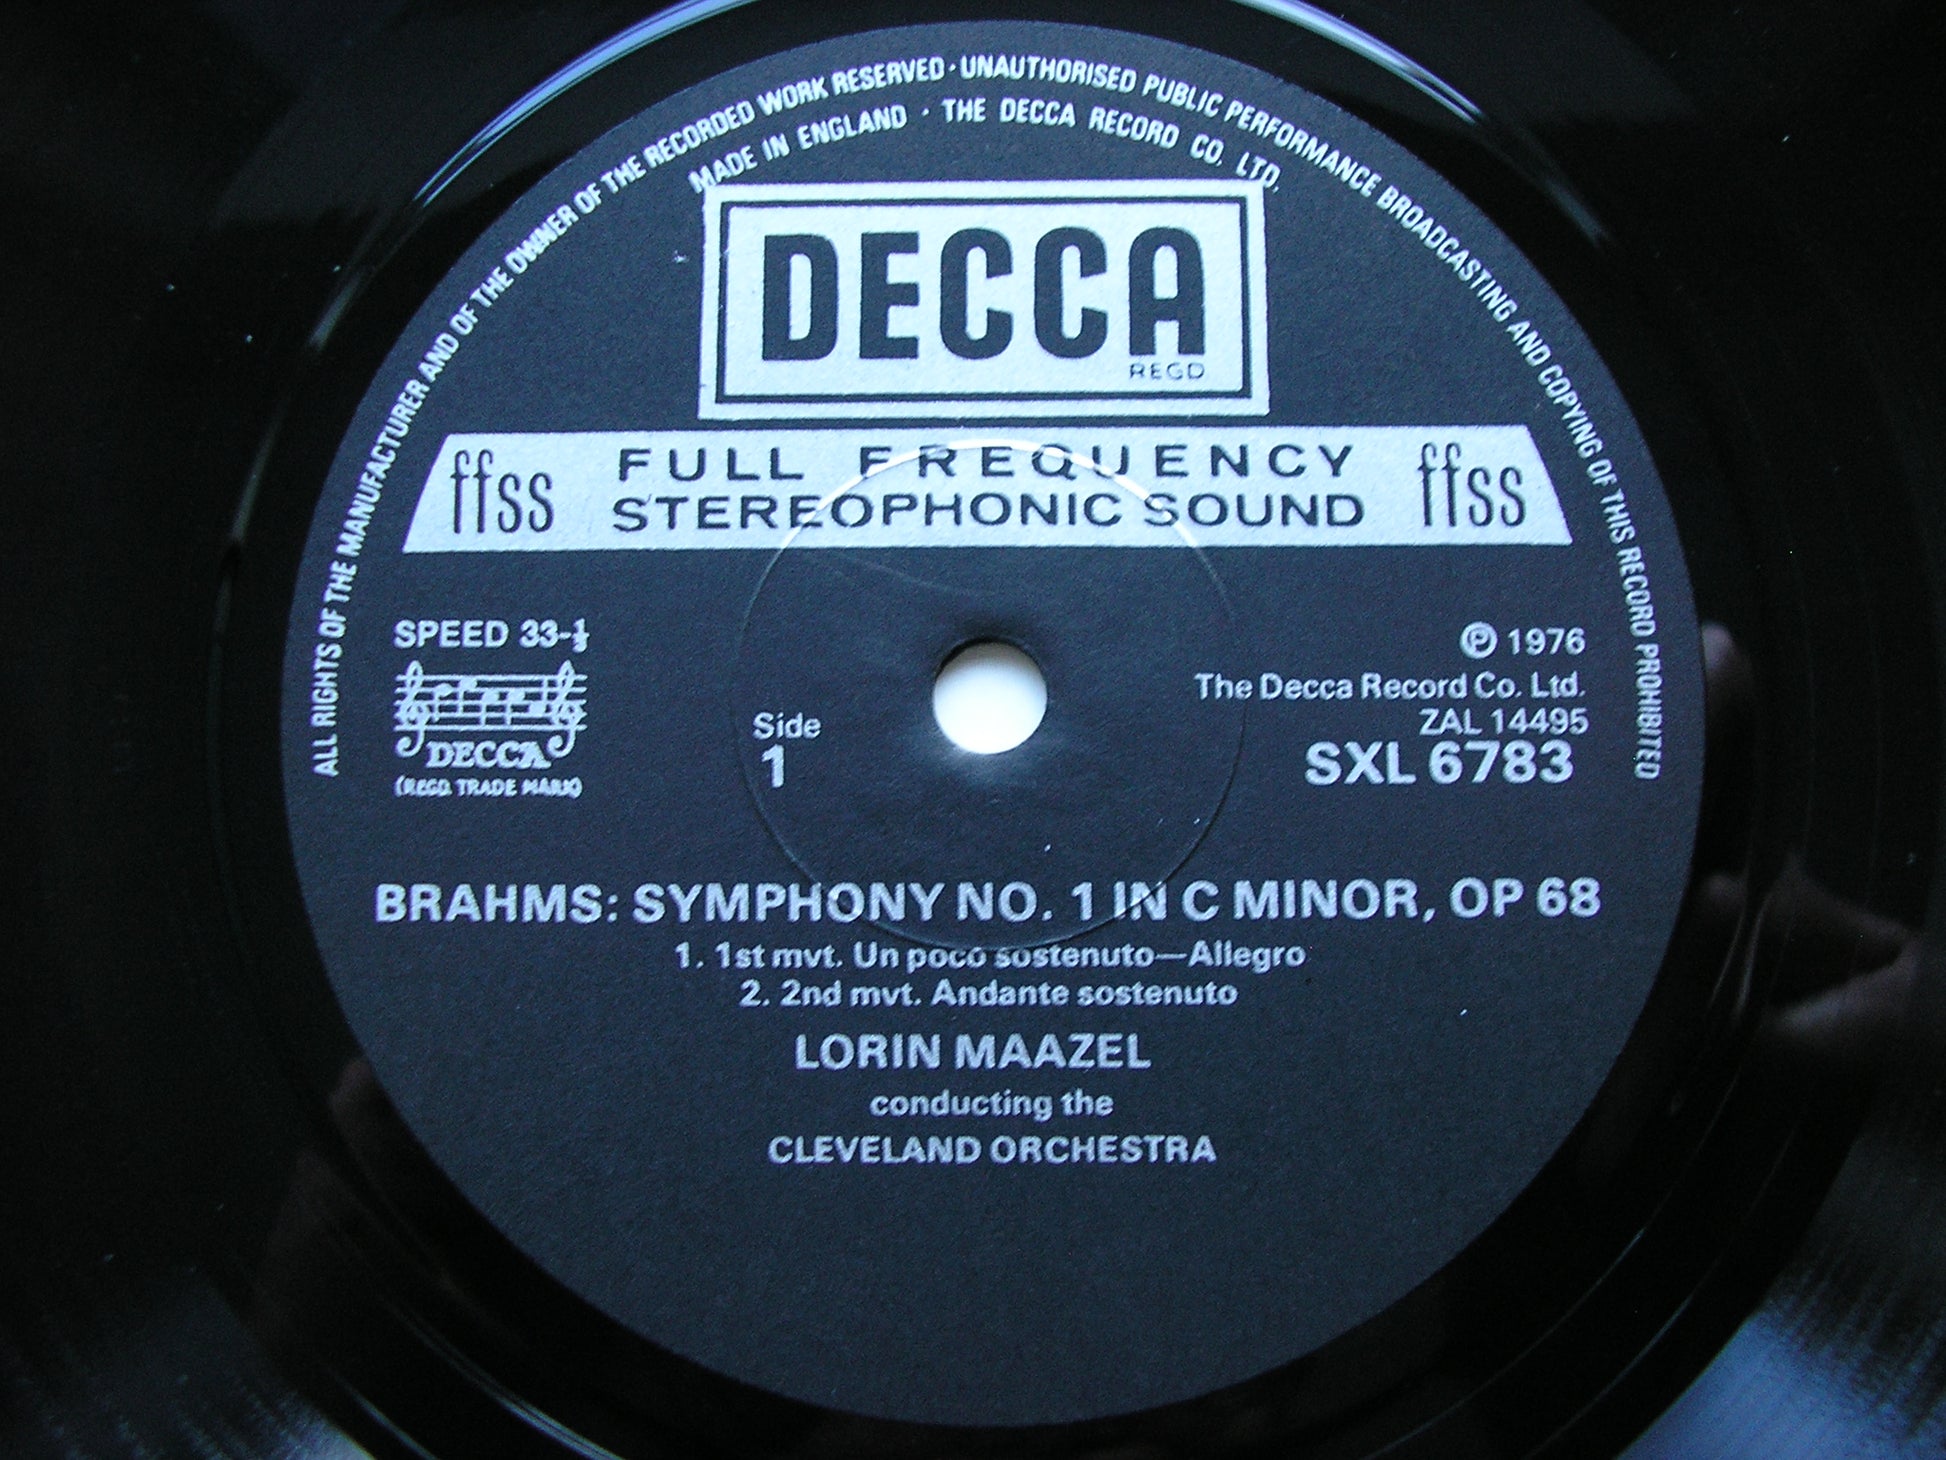 ALL RIGHTS OF THE MANUFACTURER AND OF THE OWNER OF THE RECORDED WORK RESERVED · UNAUTHORISED PUBLIC PERFORMANCE BROADCASTING AND COPYING OF THIS RECORD PROHIBITED
MADE IN ENGLAND · THE DECCA RECORD CO. LTD.
DECCA
REGD
ffss FULL FREQUENCY STEREOPHONIC SOUND ffss
SPEED 33-⅓
DECCA
(REGD. TRADE MARK)
Side
1
℗ 1976
The Decca Record Co. Ltd.
ZAL 14495
SXL 6783
BRAHMS: SYMPHONY NO. 1 IN C MINOR, OP 68
1. 1st mvt. Un poco sostenuto—Allegro
2. 2nd mvt. Andante sostenuto
LORIN MAAZEL
conducting the
CLEVELAND ORCHESTRA